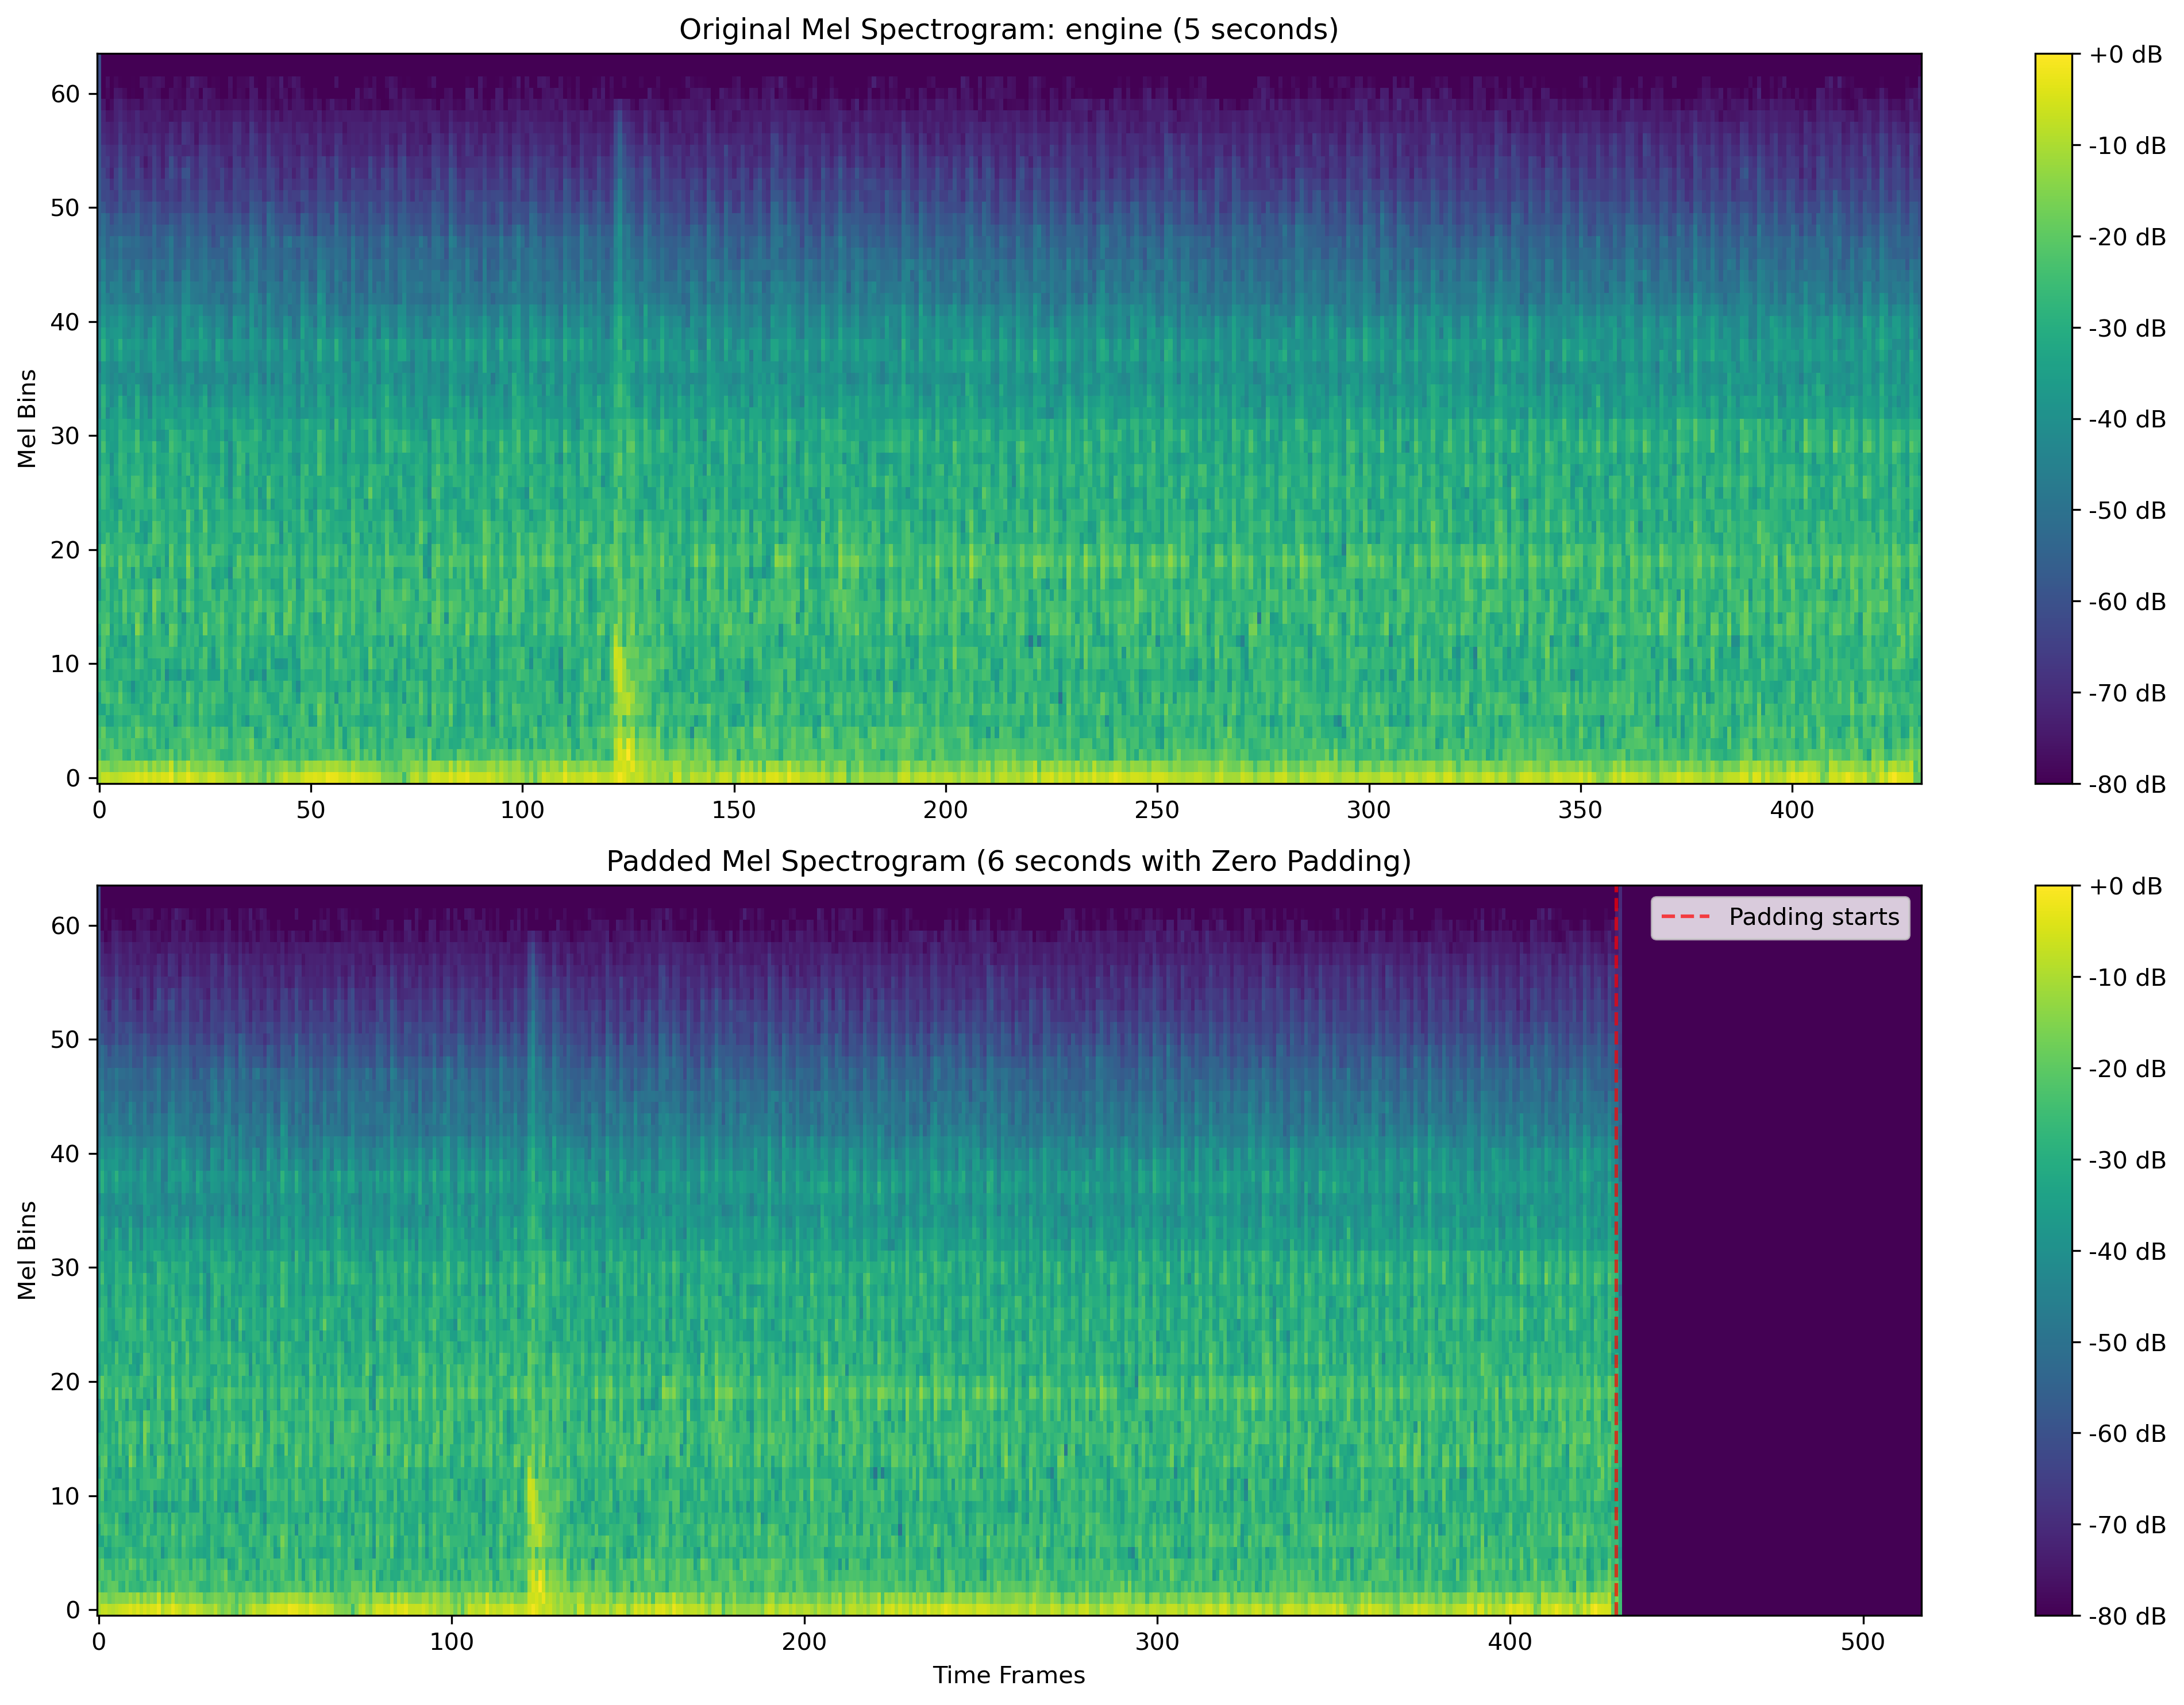 Original Mel Spectrogram: engine (5 seconds)
60
50
40
30
20
10
0
Mel Bins
0 50 100 150 200 250 300 350 400
+0 dB
-10 dB
-20 dB
-30 dB
-40 dB
-50 dB
-60 dB
-70 dB
-80 dB
Padded Mel Spectrogram (6 seconds with Zero Padding)
Padding starts
60
50
40
30
20
10
0
Mel Bins
0 100 200 300 400 500
Time Frames
+0 dB
-10 dB
-20 dB
-30 dB
-40 dB
-50 dB
-60 dB
-70 dB
-80 dB